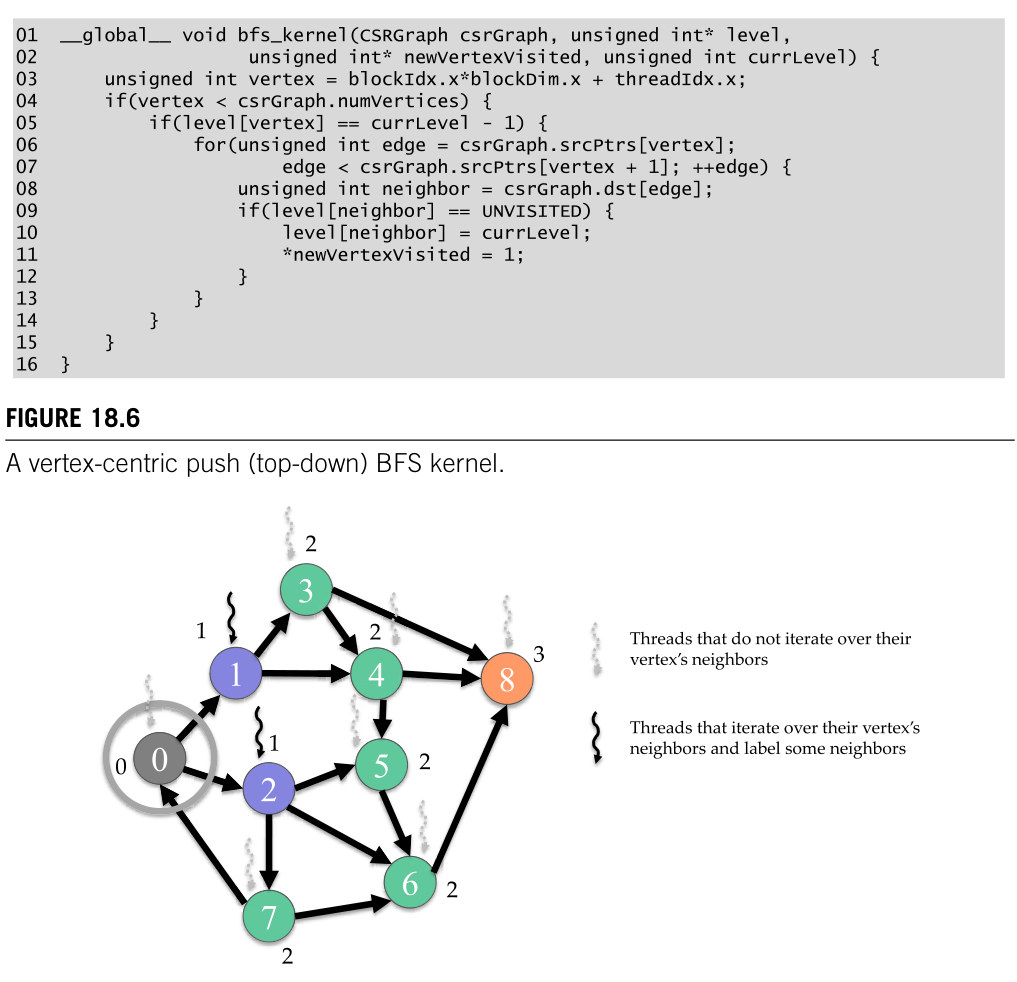 01 __global__ void bfs_kernel(CSRGraph csrGraph, unsigned int* level,
02 unsigned int* newVertexVisited, unsigned int currLevel) {
03 unsigned int vertex = blockIdx.x*blockDim.x + threadIdx.x;
04 if(vertex < csrGraph.numVertices) {
05 if(level[vertex] == currLevel - 1) {
06 for(unsigned int edge = csrGraph.srcPtrs[vertex];
07 edge < csrGraph.srcPtrs[vertex + 1]; ++edge) {
08 unsigned int neighbor = csrGraph.dst[edge];
09 if(level[neighbor] == UNVISITED) {
10 level[neighbor] = currLevel;
11 *newVertexVisited = 1;
12 }
13 }
14 }
15 }
16 }
FIGURE 18.6
A vertex-centric push (top-down) BFS kernel.
2
3
1
2
1
4
8
3
Threads that do not iterate over their
vertex's neighbors
0
0
1
2
5
2
Threads that iterate over their vertex's
neighbors and label some neighbors
6
2
7
2